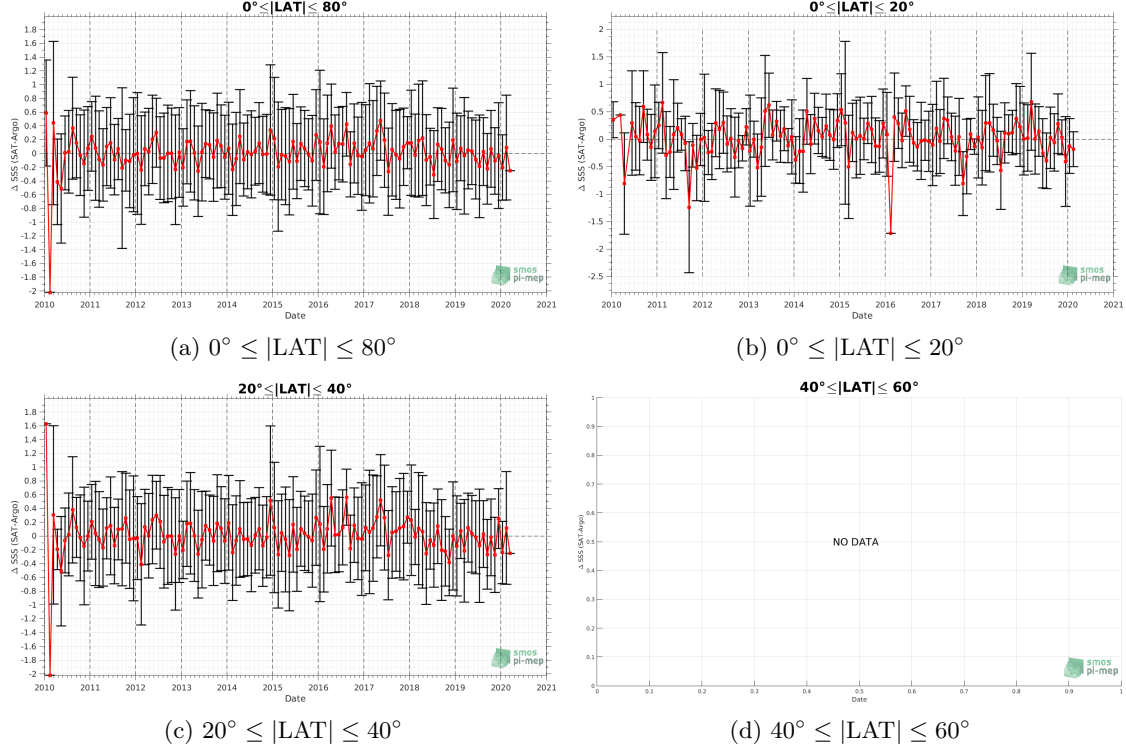 0°≤|LAT|≤ 80°
Δ SSS (SAT-Argo)
1.8
1.6
1.4
1.2
1
0.8
0.6
0.4
0.2
0
-0.2
-0.4
-0.6
-0.8
-1
-1.2
-1.4
-1.6
-1.8
-2
2010 2011 2012 2013 2014 2015 2016 2017 2018 2019 2020 2021
Date
smos
pi-mep
(a) 0° ≤ |LAT| ≤ 80°
0°≤|LAT|≤ 20°
Δ SSS (SAT-Argo)
2
1.5
1
0.5
0
-0.5
-1
-1.5
-2
-2.5
2010 2011 2012 2013 2014 2015 2016 2017 2018 2019 2020 2021
Date
smos
pi-mep
(b) 0° ≤ |LAT| ≤ 20°
20°≤|LAT|≤ 40°
Δ SSS (SAT-Argo)
1.8
1.6
1.4
1.2
1
0.8
0.6
0.4
0.2
0
-0.2
-0.4
-0.6
-0.8
-1
-1.2
-1.4
-1.6
-1.8
-2
2010 2011 2012 2013 2014 2015 2016 2017 2018 2019 2020 2021
Date
smos
pi-mep
(c) 20° ≤ |LAT| ≤ 40°
40°≤|LAT|≤ 60°
Δ SSS (SAT-Argo)
1
0.9
0.8
0.7
0.6
0.5
0.4
0.3
0.2
0.1
0
NO DATA
0 0.1 0.2 0.3 0.4 0.5 0.6 0.7 0.8 0.9 1
Date
smos
pi-mep
(d) 40° ≤ |LAT| ≤ 60°